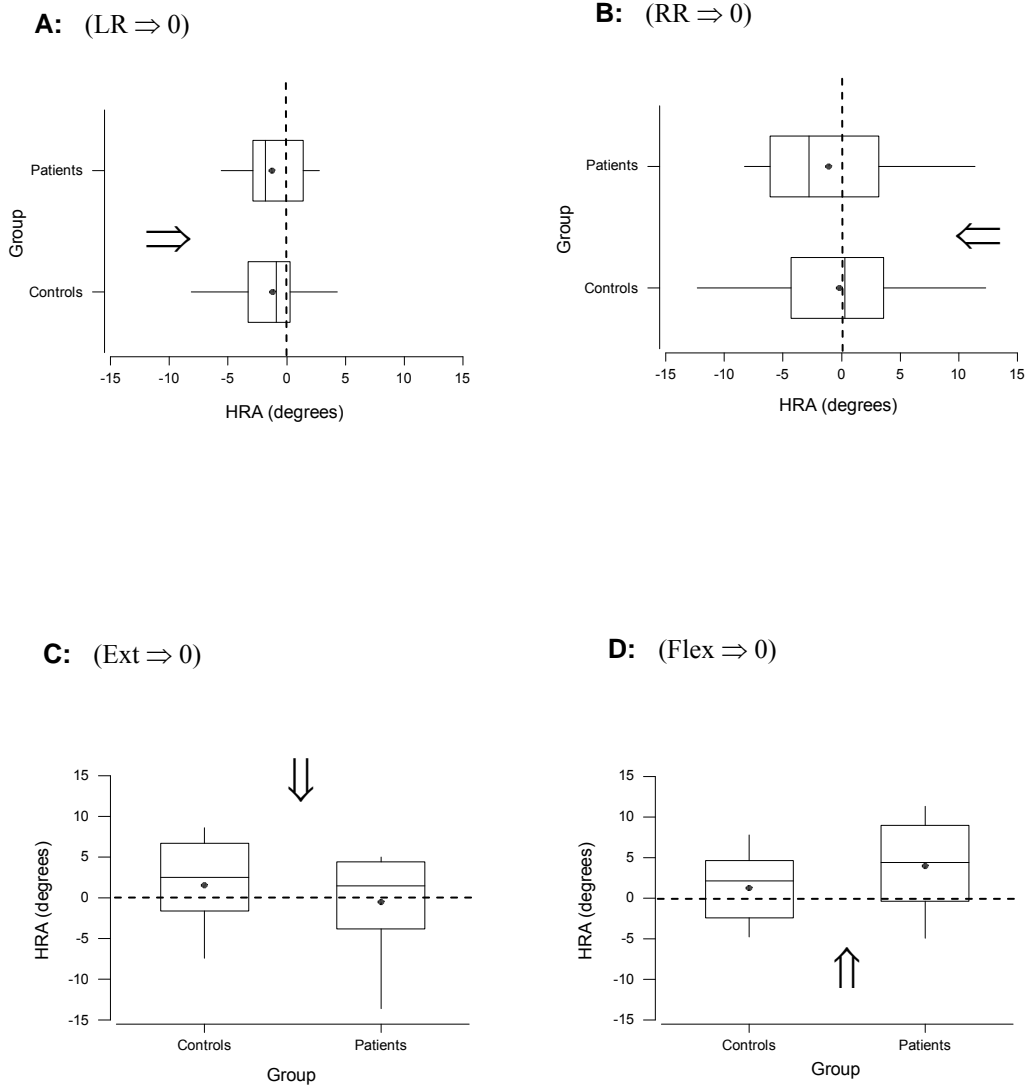 A: (LR ⇒ 0)
Patients
Controls
Group
-15 -10 -5 0 5 10 15
HRA (degrees)
B: (RR ⇒ 0)
Patients
Controls
Group
-15 -10 -5 0 5 10 15
HRA (degrees)
C: (Ext ⇒ 0)
15
10
5
0
-5
-10
-15
HRA (degrees)
Controls Patients
Group
D: (Flex ⇒ 0)
15
10
5
0
-5
-10
-15
HRA (degrees)
Controls Patients
Group